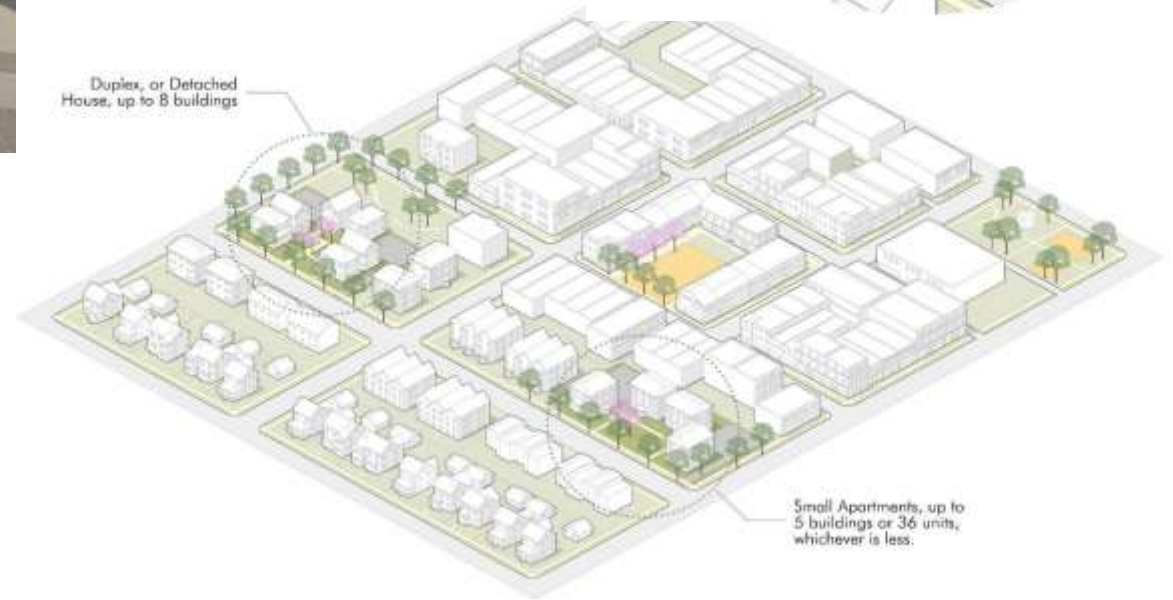 Duplex, or Detached
House, up to 8 buildings
Small Apartments, up to
5 buildings or 36 units,
whichever is less.